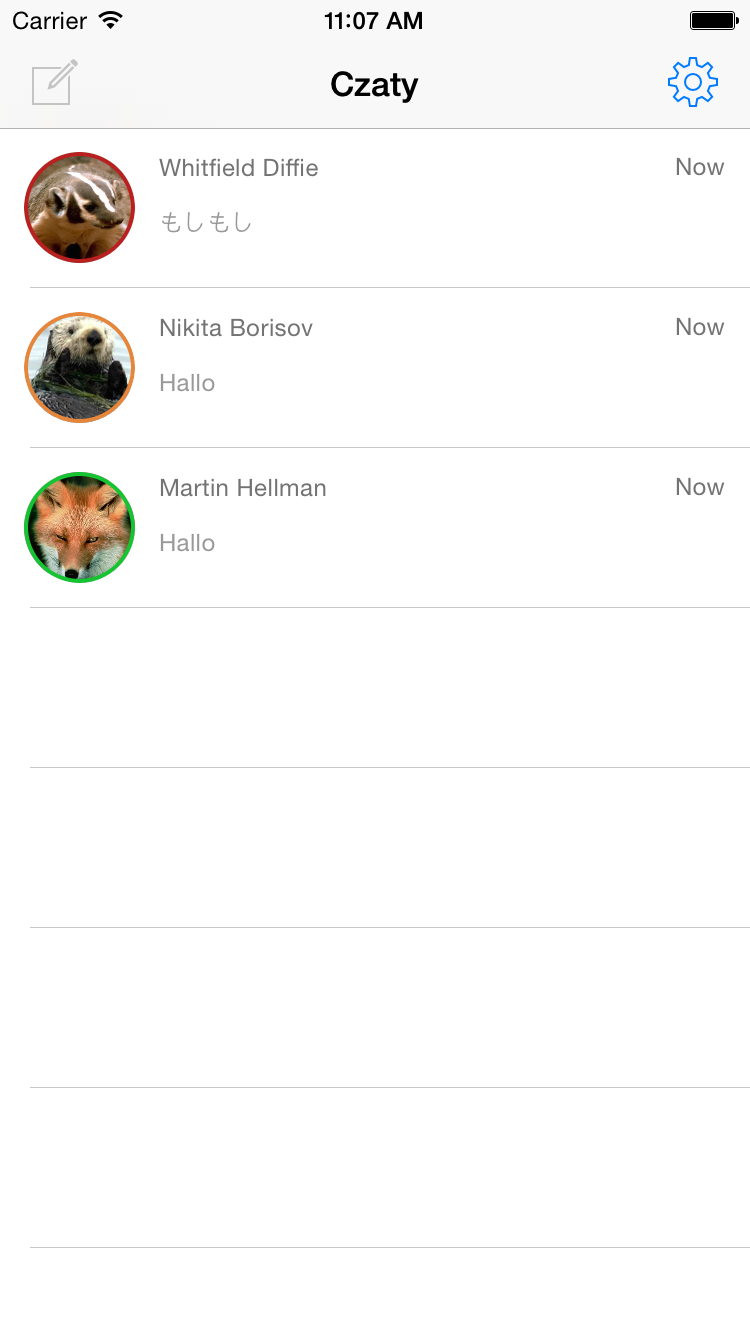 Carrier 11:07 AM
Czaty
Whitfield Diffie Now
もしもし
Nikita Borisov Now
Hallo
Martin Hellman Now
Hallo